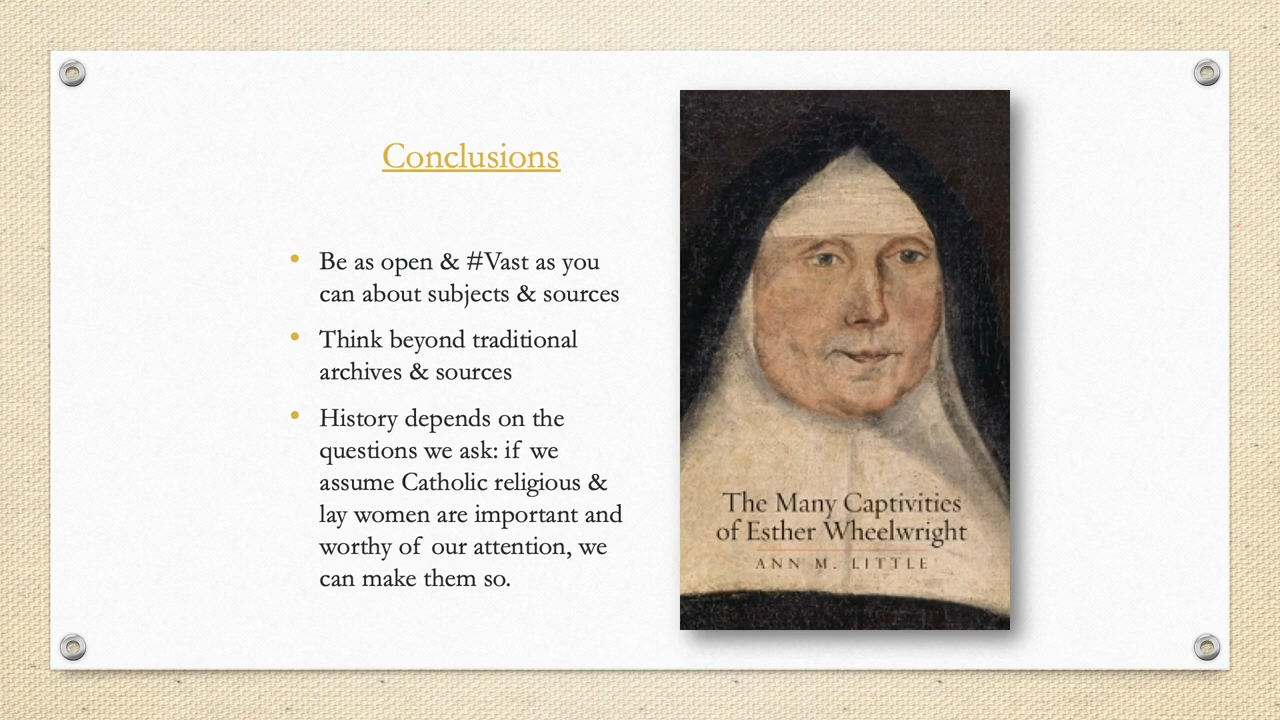 Conclusions
Be as open & #Vast as you
can about subjects & sources
Think beyond traditional
archives & sources
History depends on the
questions we ask: if we
assume Catholic religious &
lay women are important and
worthy of our attention, we
can make them so.
The Many Captivities
of Esther Wheelwright
ANN M. LITTLE